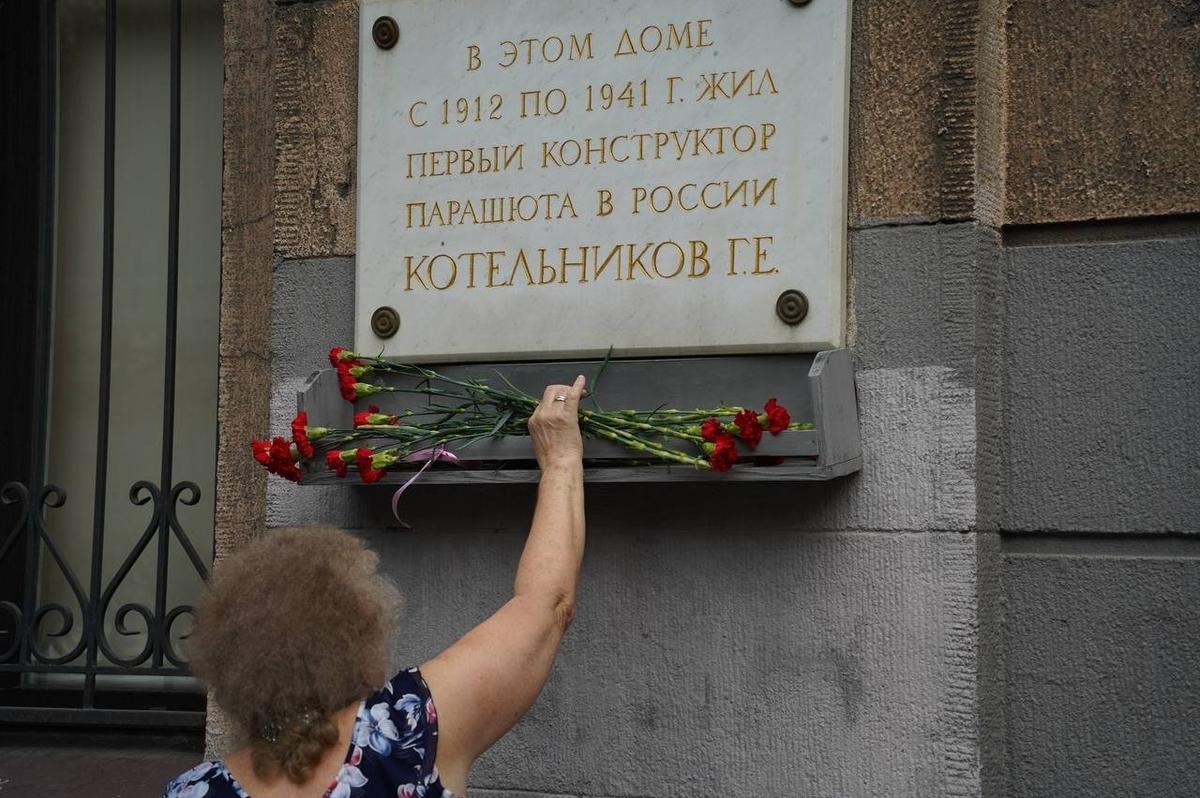 В ЭТОМ ДОМЕ
С 1912 ПО 1941 Г. ЖИЛ
ПЕРВЫЙ КОНСТРУКТОР
ПАРАШЮТА В РОССИИ
КОТЕЛЬНИКОВ Г.Е.